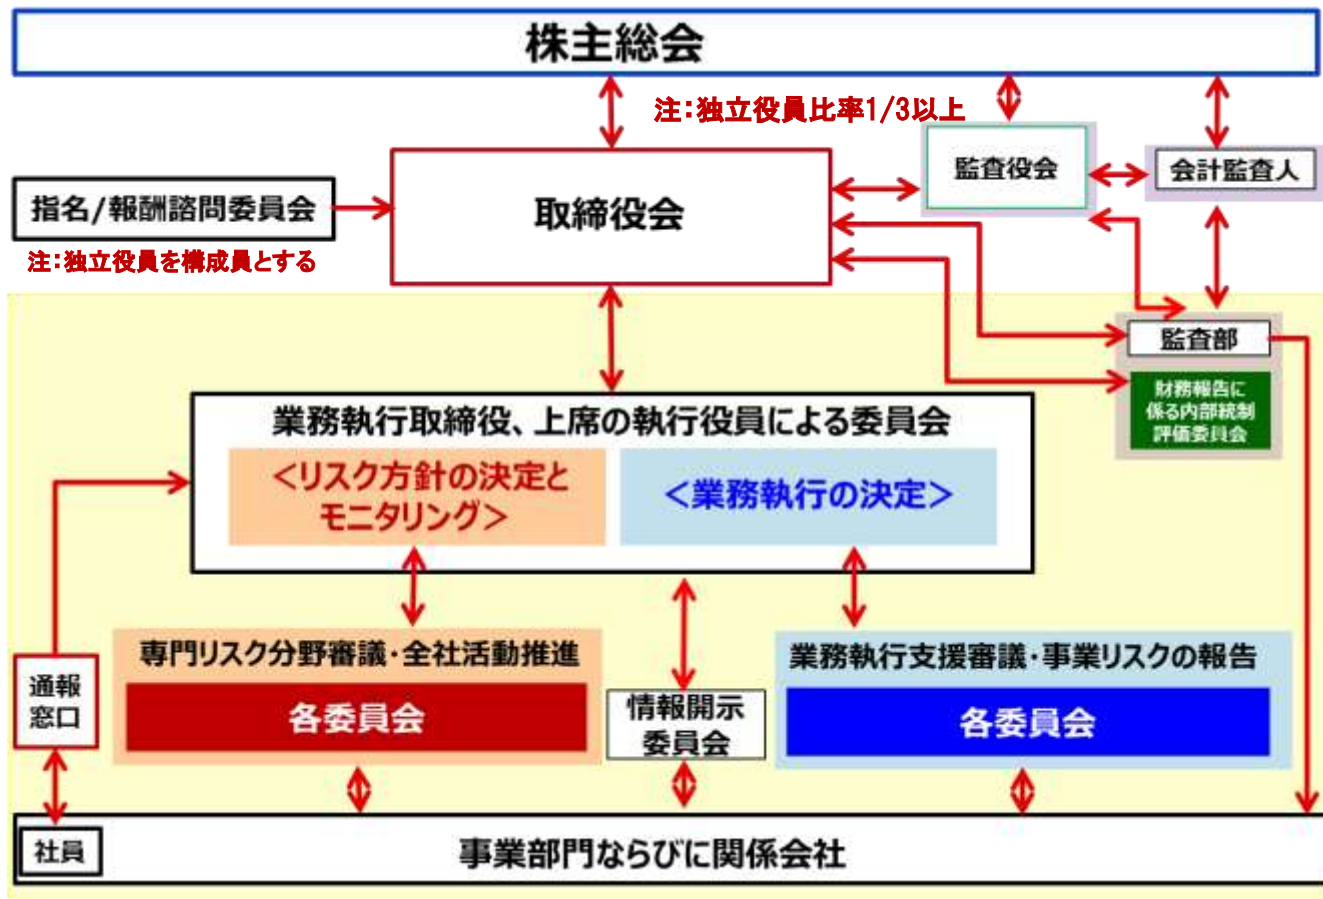 株主総会
注：独立役員比率1/3以上
監査役会
会計監査人
指名/報酬諮問委員会
取締役会
注：独立役員を構成員とする
監査部
財務報告に
係る内部統制
評価委員会
業務執行取締役、上席の執行役員による委員会
＜リスク方針の決定と
モニタリング＞
＜業務執行の決定＞
専門リスク分野審議・全社活動推進
各委員会
通報
窓口
情報開示
委員会
業務執行支援審議・事業リスクの報告
各委員会
社員
事業部門ならびに関係会社